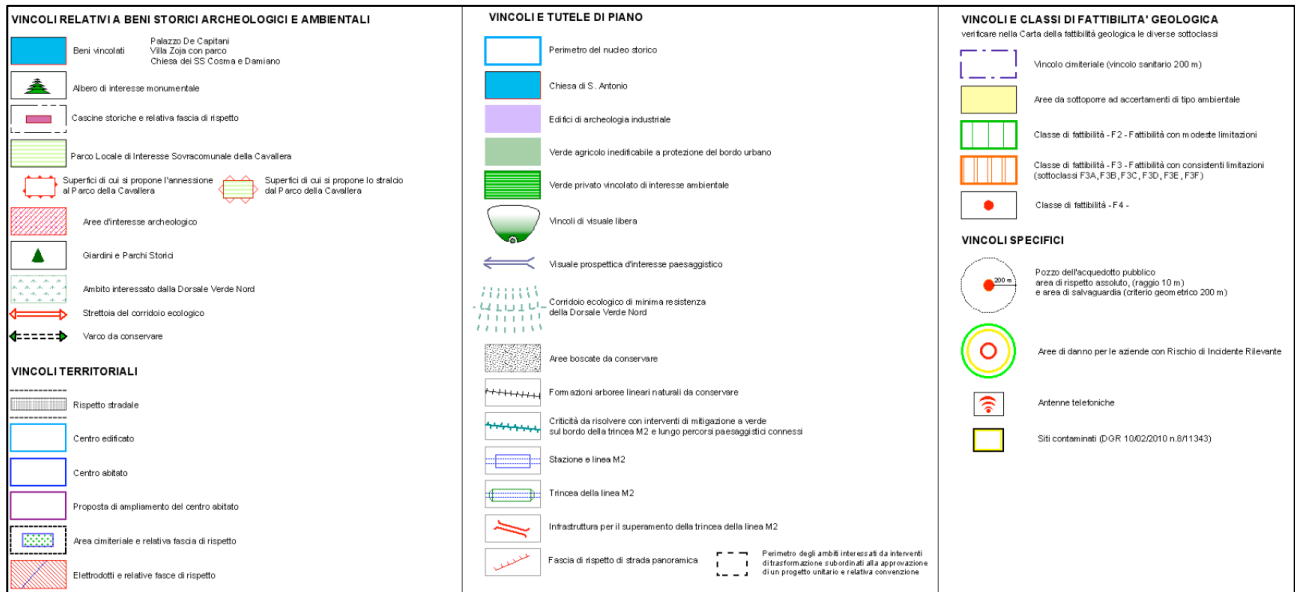 VINCOLI RELATIVI A BENI STORICI ARCHEOLOGICI E AMBIENTALI
Beni vincolati
Palazzo De Capitani
Villa Zoja con parco
Chiesa dei SS Cosma e Damiano
Albero di interesse monumentale
Cascine storiche e relativa fascia di rispetto
Parco Locale di Interesse Sovracomunale della Cavallera
Superfici di cui si propone l'annessione
al Parco della Cavallera
Superfici di cui si propone lo stralcio
dal Parco della Cavallera
Aree d'interesse archeologico
Giardini e Parchi Storici
Ambito interessato dalla Dorsale Verde Nord
Strettoia del corridoio ecologico
Varco da conservare
VINCOLI TERRITORIALI
Rispetto stradale
Centro edificato
Centro abitato
Proposta di ampliamento del centro abitato
Area cimiteriale e relativa fascia di rispetto
Elettrodotti e relative fasce di rispetto
VINCOLI E TUTELE DI PIANO
Perimetro del nucleo storico
Chiesa di S. Antonio
Edifici di archeologia industriale
Verde agricolo inedificabile a protezione del bordo urbano
Verde privato vincolato di interesse ambientale
Vincoli di visuale libera
Visuale prospettica d'interesse paesaggistico
Corridoio ecologico di minima resistenza
della Dorsale Verde Nord
Aree boscate da conservare
Formazioni arboree lineari naturali da conservare
Criticità da risolvere con interventi di mitigazione a verde
sul bordo della trincea M2 e lungo percorsi paesaggistici connessi
Stazione e linea M2
Trincea della linea M2
Infrastruttura per il superamento della trincea della linea M2
Fascia di rispetto di strada panoramica
Perimetro degli ambiti interessati da interventi
di trasformazione subordinati alla approvazione
di un progetto unitario e relativa convenzione
VINCOLI E CLASSI DI FATTIBILITA' GEOLOGICA
verificare nella Carta della fattibilità geologica le diverse sottoclassi
Vincolo cimiteriale (vincolo sanitario 200 m)
Aree da sottoporre ad accertamenti di tipo ambientale
Classe di fattibilità - F2 - Fattibilità con modeste limitazioni
Classe di fattibilità - F3 - Fattibilità con consistenti limitazioni
(sottoclassi F3A, F3B, F3C, F3D, F3E, F3F)
Classe di fattibilità - F4 -
VINCOLI SPECIFICI
200 m
Pozzo dell'acquedotto pubblico
area di rispetto assoluto, (raggio 10 m)
e area di salvaguardia (criterio geometrico 200 m)
Aree di danno per le aziende con Rischio di Incidente Rilevante
Antenne telefoniche
Siti contaminati (DGR 10/02/2010 n.8/11343)